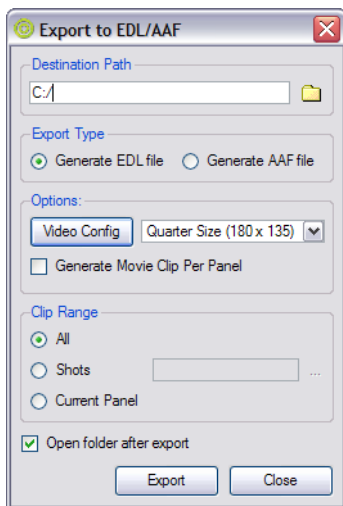 Export to EDL/AAF
Destination Path
C:/
Export Type
Generate EDL file Generate AAF file
Options:
Video Config Quarter Size (180 x 135)
Generate Movie Clip Per Panel
Clip Range
All
Shots ...
Current Panel
Open folder after export
Export Close